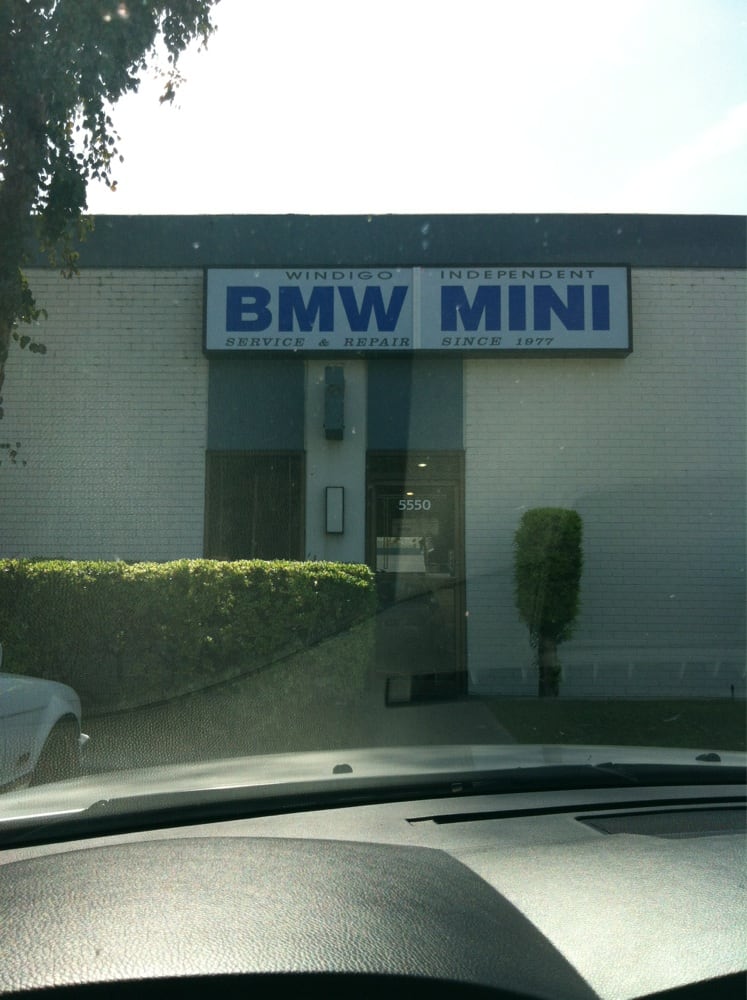 WINDIGO INDEPENDENT
BMW MINI
SERVICE & REPAIR SINCE 1977
5550